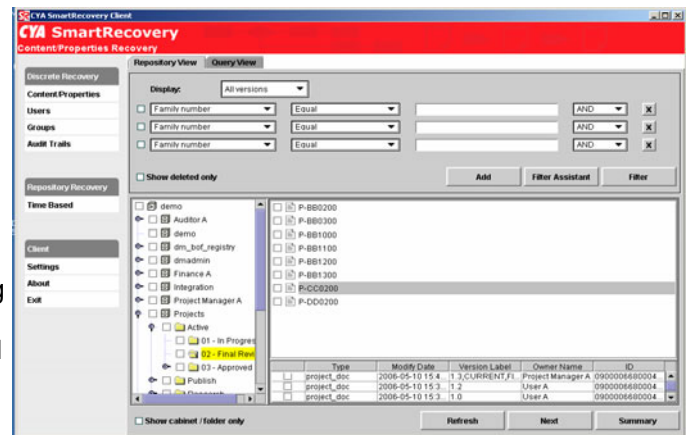 CYA SmartRecovery Client
CYA SmartRecovery
Content/Properties Recovery
Repository View Query View
Discrete Recovery
Content/Properties
Users
Groups
Audit Trails
Repository Recovery
Time Based
Client
Settings
About
Exit
Display: All versions
Family number Equal AND X
Family number Equal AND X
Family number Equal AND X
Show deleted only Add Filter Assistant Filter
demo
Auditor A
demo
dm_bof_registry
dmadmin
Finance A
Integration
Project Manager A
Projects
Active
01 - In Progres
02 - Final Revi
03 - Approved
Publish
P-BB0200
P-BB0300
P-BB1000
P-BB1100
P-BB1200
P-BB1300
P-CC0200
P-DD0200
Type Modify Date Version Label Owner Name ID
project_doc 2006-05-10 15:4... 1.3,CURRENT,Fi... Project Manager A 0900006680004...
project_doc 2006-05-10 15:3... 1.2 User A 0900006680004...
project_doc 2006-05-10 15:3... 1.0 User A 0900006680004...
Show cabinet / folder only Refresh Next Summary